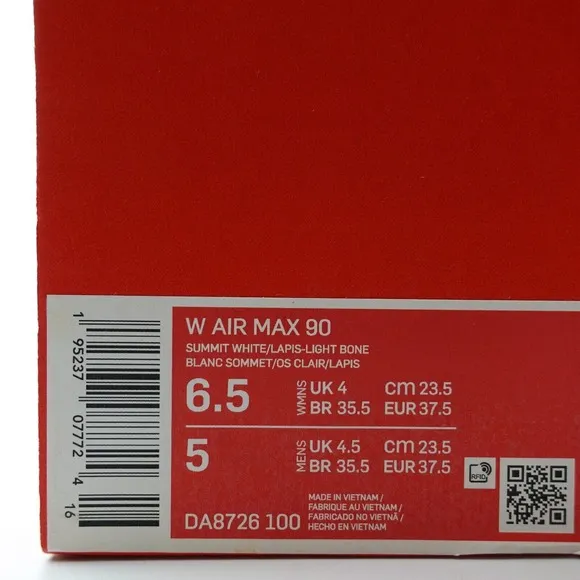 W AIR MAX 90
SUMMIT WHITE/LAPIS-LIGHT BONE
BLANC SOMMET/OS CLAIR/LAPIS
6.5 WMNS UK 4 cm 23.5
BR 35.5 EUR 37.5
5 MENS UK 4.5 cm 23.5
BR 35.5 EUR 37.5
RFID
MADE IN VIETNAM /
FABRIQUE AU VIETNAM /
FABRICADO NO VIETNÃ /
HECHO EN VIETNAM
DA8726 100
1 95237 07772 4 16